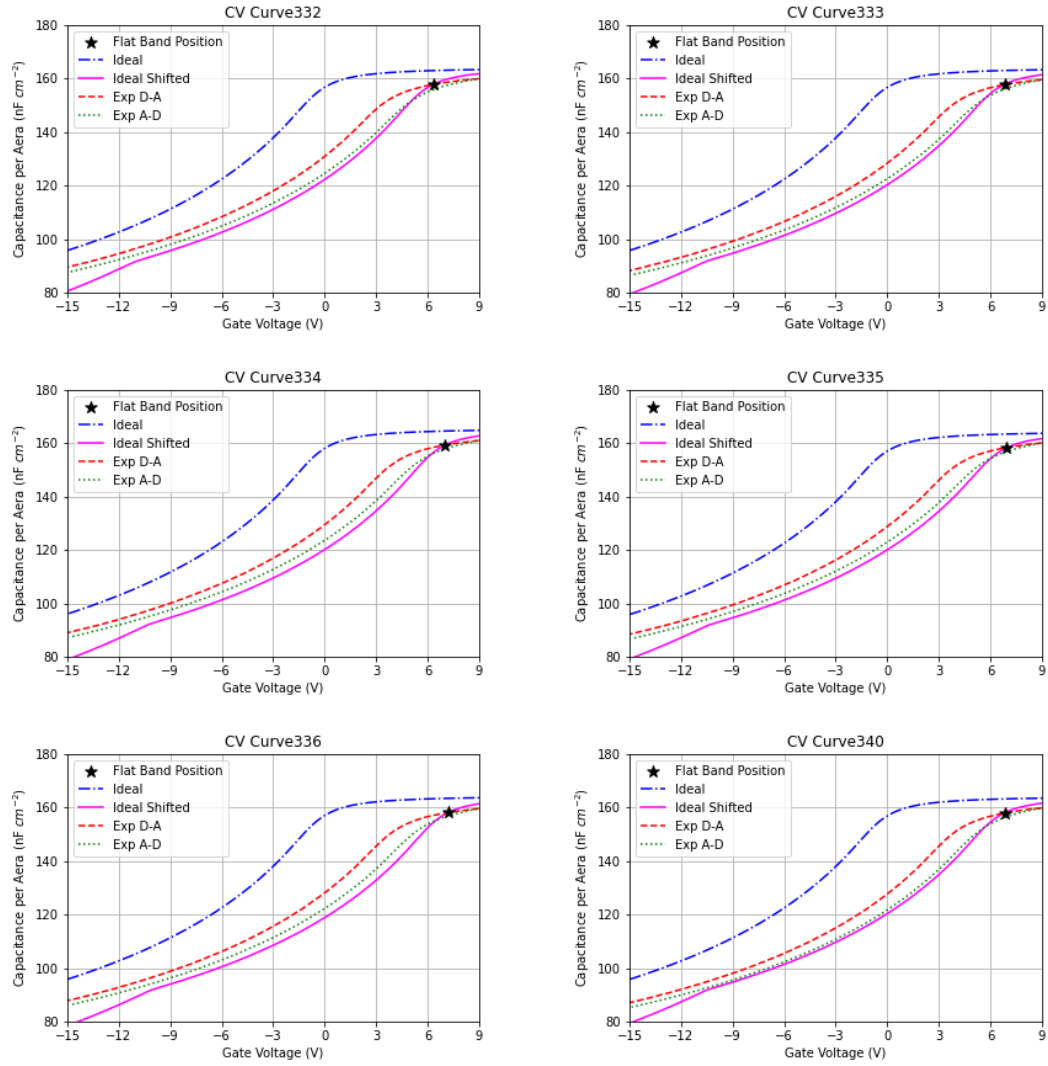 CV Curve332
180
160
140
120
100
80
Capacitance per Aera (nF cm⁻²)
Flat Band Position
Ideal
Ideal Shifted
Exp D-A
Exp A-D
−15 −12 −9 −6 −3 0 3 6 9
Gate Voltage (V)
CV Curve333
180
160
140
120
100
80
Capacitance per Aera (nF cm⁻²)
Flat Band Position
Ideal
Ideal Shifted
Exp D-A
Exp A-D
−15 −12 −9 −6 −3 0 3 6 9
Gate Voltage (V)
CV Curve334
180
160
140
120
100
80
Capacitance per Aera (nF cm⁻²)
Flat Band Position
Ideal
Ideal Shifted
Exp D-A
Exp A-D
−15 −12 −9 −6 −3 0 3 6 9
Gate Voltage (V)
CV Curve335
180
160
140
120
100
80
Capacitance per Aera (nF cm⁻²)
Flat Band Position
Ideal
Ideal Shifted
Exp D-A
Exp A-D
−15 −12 −9 −6 −3 0 3 6 9
Gate Voltage (V)
CV Curve336
180
160
140
120
100
80
Capacitance per Aera (nF cm⁻²)
Flat Band Position
Ideal
Ideal Shifted
Exp D-A
Exp A-D
−15 −12 −9 −6 −3 0 3 6 9
Gate Voltage (V)
CV Curve340
180
160
140
120
100
80
Capacitance per Aera (nF cm⁻²)
Flat Band Position
Ideal
Ideal Shifted
Exp D-A
Exp A-D
−15 −12 −9 −6 −3 0 3 6 9
Gate Voltage (V)